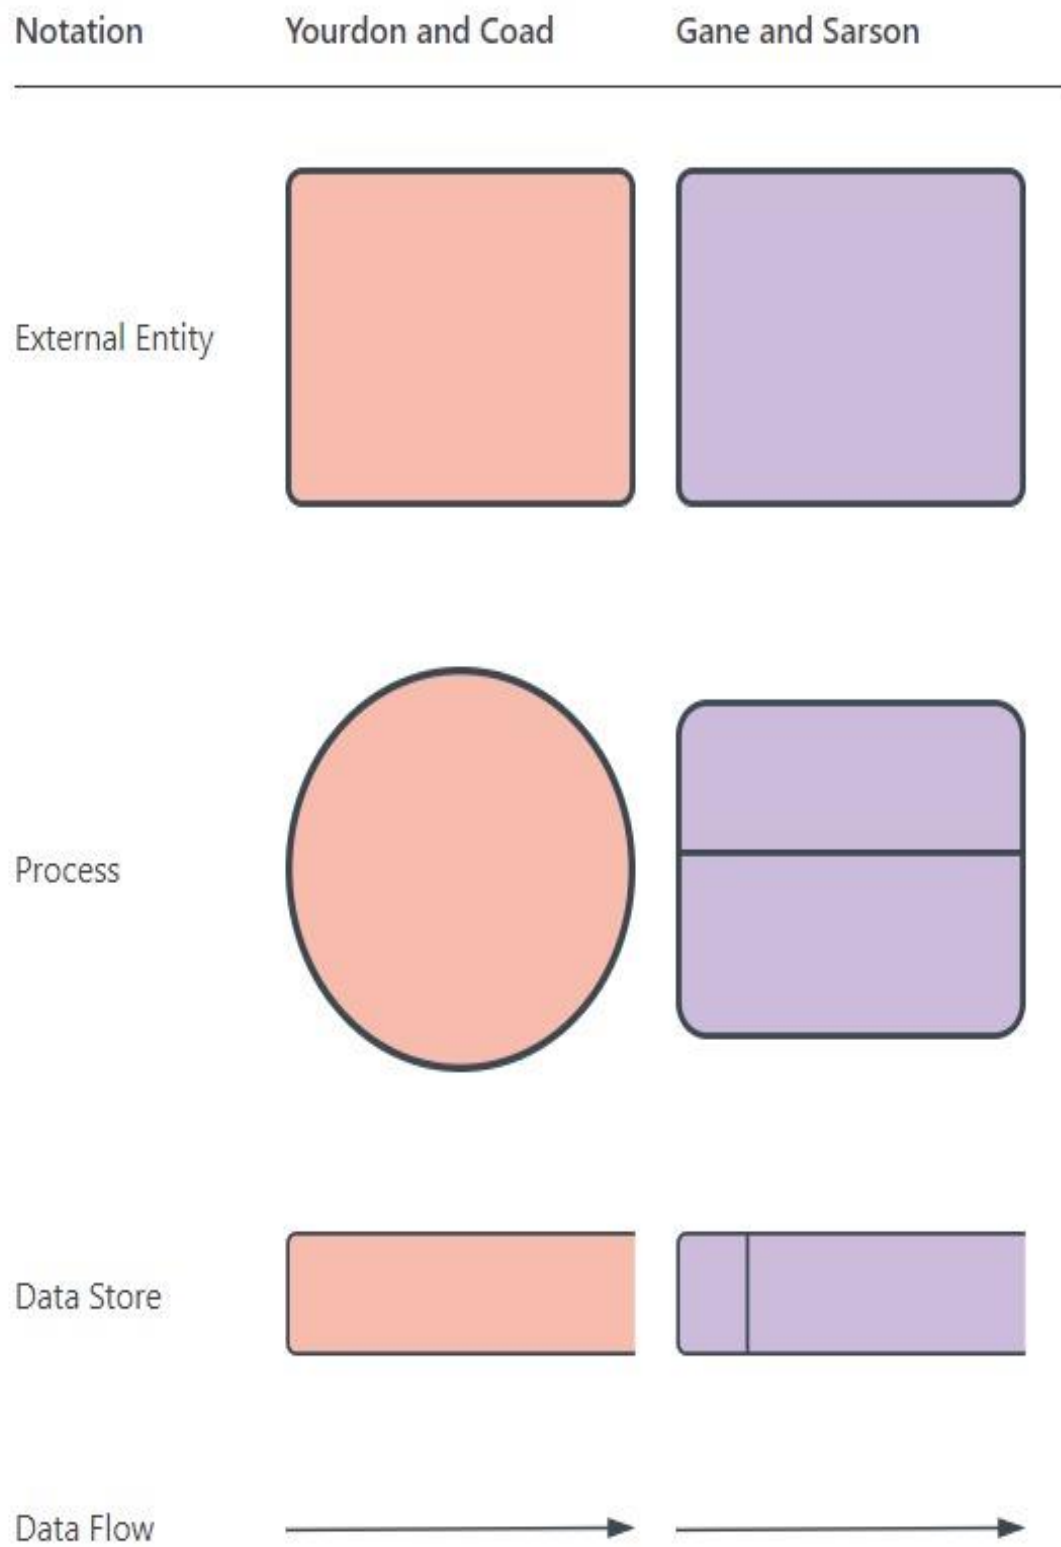 Notation Yourdon and Coad Gane and Sarson
External Entity
Process
Data Store
Data Flow